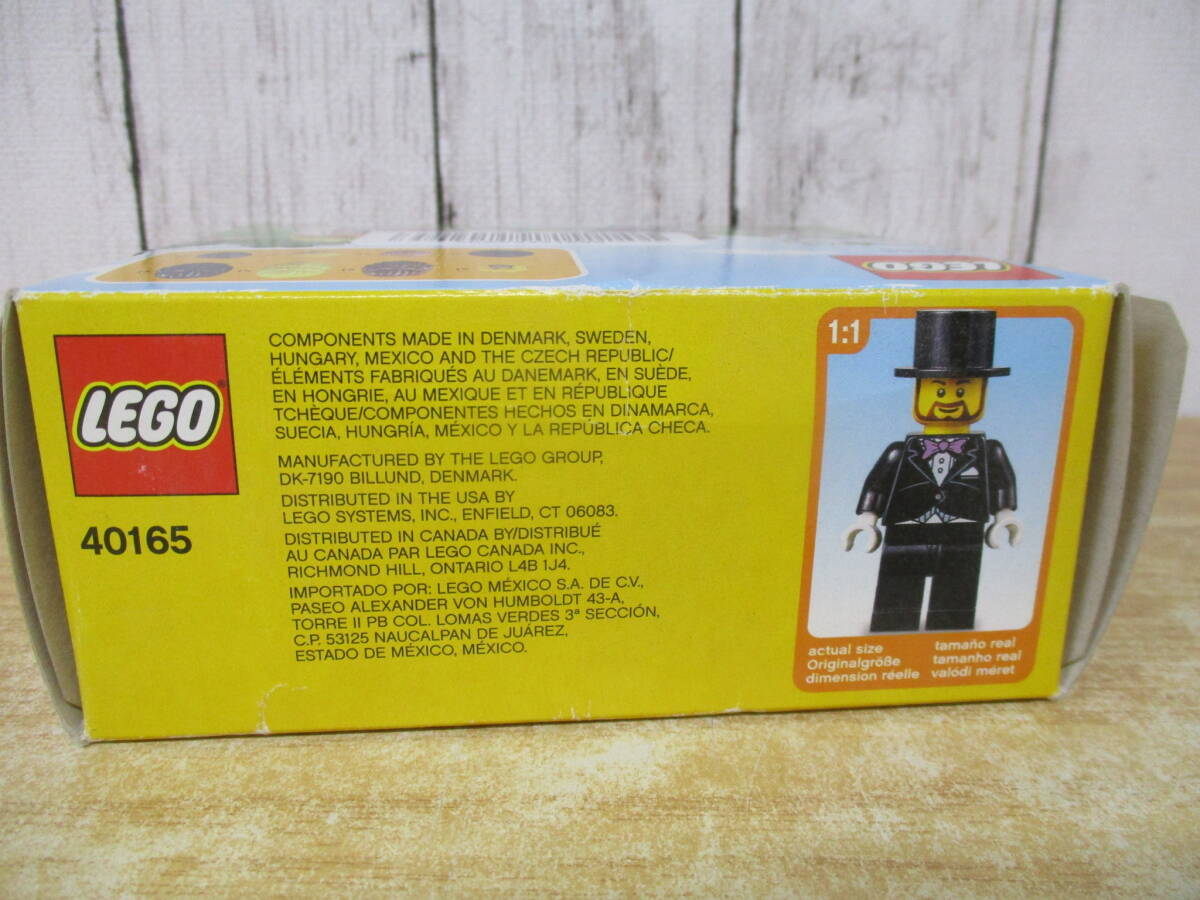 LEGO
LEGO
40165
COMPONENTS MADE IN DENMARK, SWEDEN,
HUNGARY, MEXICO AND THE CZECH REPUBLIC/
ÉLÉMENTS FABRIQUÉS AU DANEMARK, EN SUÈDE,
EN HONGRIE, AU MEXIQUE ET EN RÉPUBLIQUE
TCHÈQUE/COMPONENTES HECHOS EN DINAMARCA,
SUECIA, HUNGRÍA, MÉXICO Y LA REPÚBLICA CHECA.
MANUFACTURED BY THE LEGO GROUP,
DK-7190 BILLUND, DENMARK.
DISTRIBUTED IN THE USA BY
LEGO SYSTEMS, INC., ENFIELD, CT 06083.
DISTRIBUTED IN CANADA BY/DISTRIBUÉ
AU CANADA PAR LEGO CANADA INC.,
RICHMOND HILL, ONTARIO L4B 1J4.
IMPORTADO POR: LEGO MÉXICO S.A. DE C.V.,
PASEO ALEXANDER VON HUMBOLDT 43-A,
TORRE II PB COL. LOMAS VERDES 3ª SECCIÓN,
C.P. 53125 NAUCALPAN DE JUÁREZ,
ESTADO DE MÉXICO, MÉXICO.
1:1
actual size
Originalgröße
dimension réelle
tamaño real
tamanho real
valódi méret